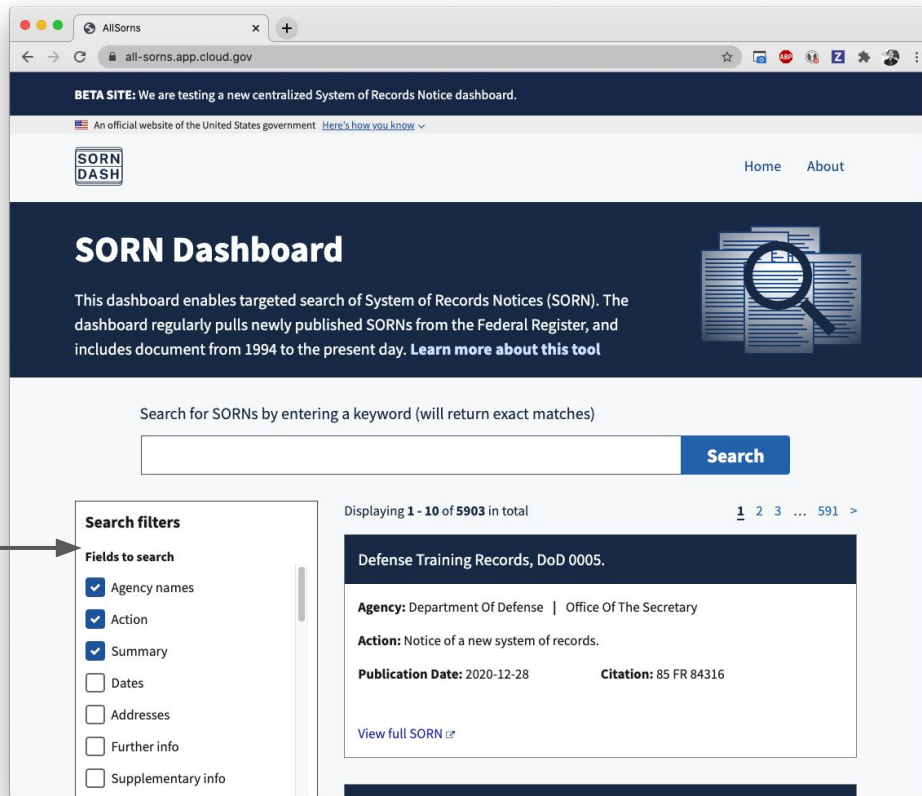 AllSorns
all-sorns.app.cloud.gov
ABP
Z
BETA SITE: We are testing a new centralized System of Records Notice dashboard.
An official website of the United States government Here's how you know
SORN
DASH
Home About
SORN Dashboard
This dashboard enables targeted search of System of Records Notices (SORN). The
dashboard regularly pulls newly published SORNs from the Federal Register, and
includes document from 1994 to the present day. Learn more about this tool
Search for SORNs by entering a keyword (will return exact matches)
Search
Search filters
Fields to search
Agency names
Action
Summary
Dates
Addresses
Further info
Supplementary info
Displaying 1 - 10 of 5903 in total
1 2 3 ... 591 >
Defense Training Records, DoD 0005.
Agency: Department Of Defense | Office Of The Secretary
Action: Notice of a new system of records.
Publication Date: 2020-12-28 Citation: 85 FR 84316
View full SORN